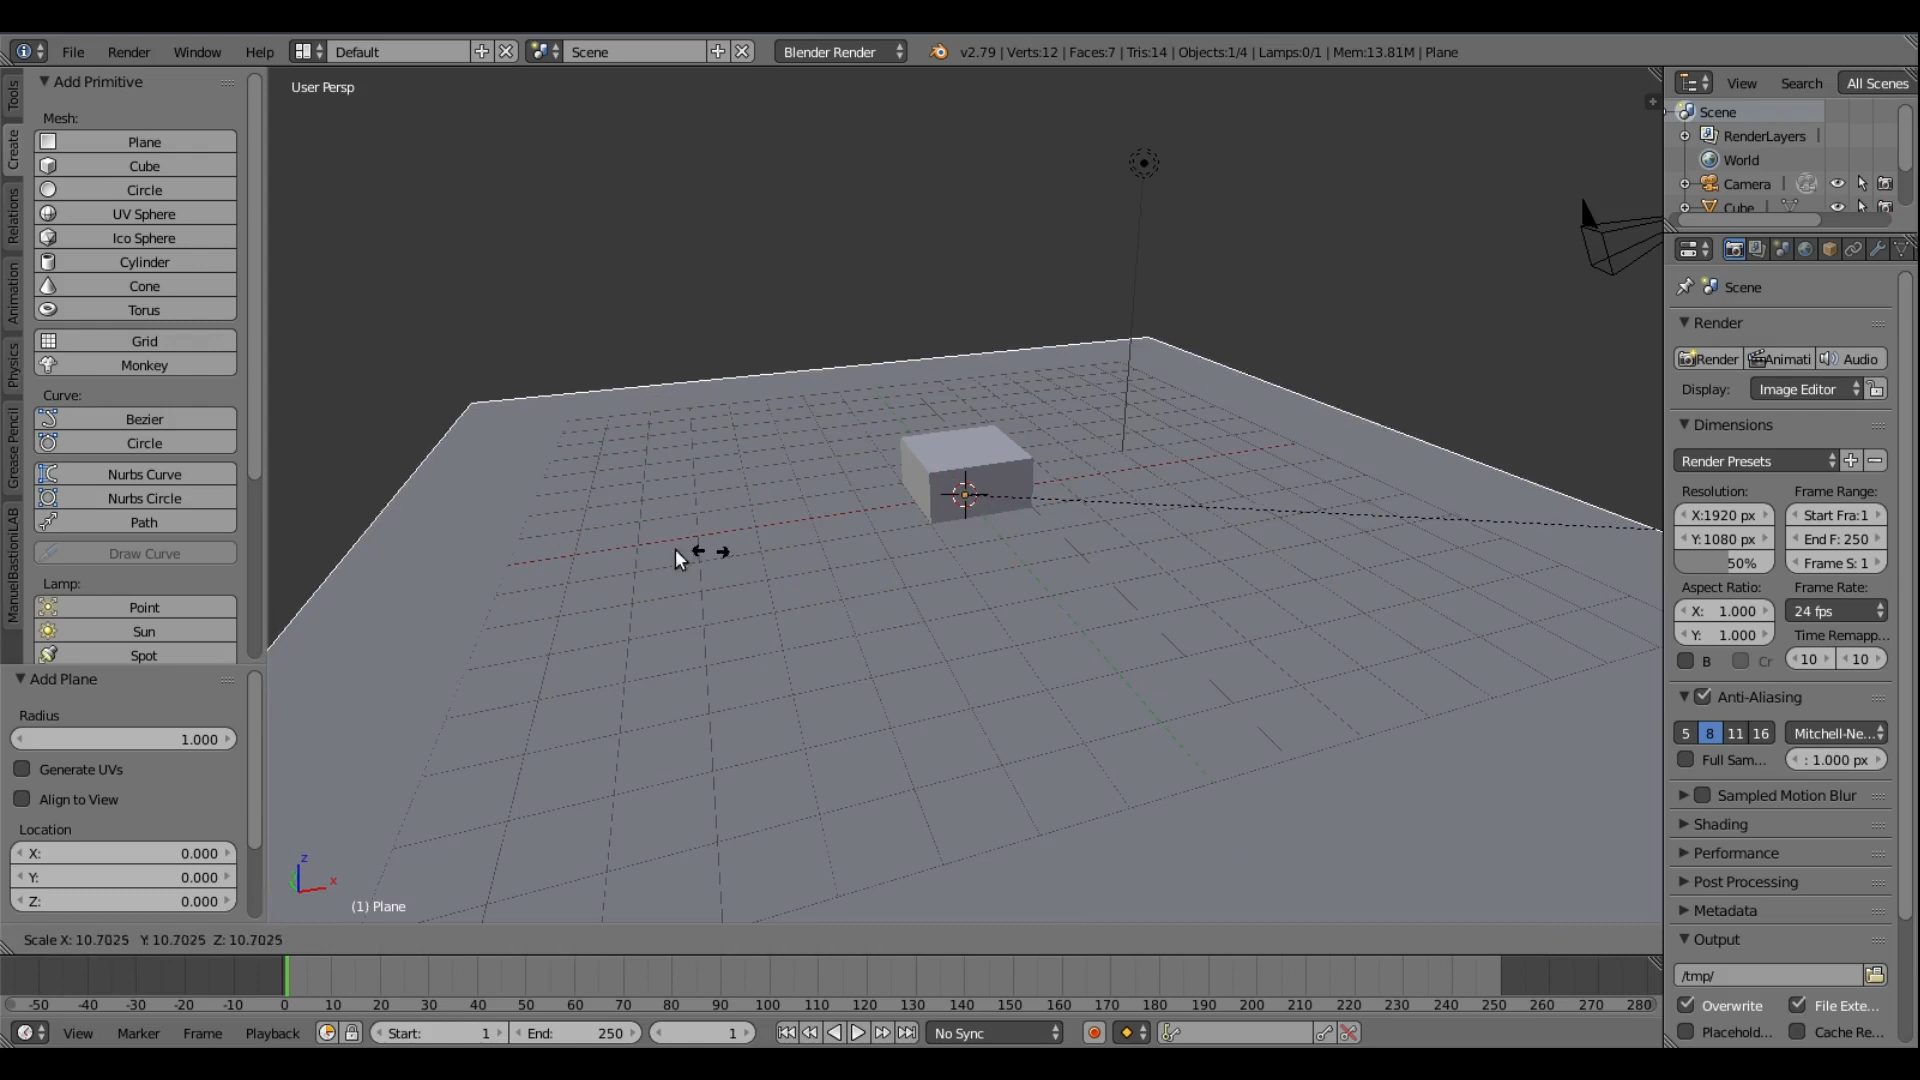 File Render Window Help Default Scene Blender Render v2.79 | Verts:12 | Faces:7 | Tris:14 | Objects:1/4 | Lamps:0/1 | Mem:13.81M | Plane
Add Primitive
Mesh:
Plane
Cube
Circle
UV Sphere
Ico Sphere
Cylinder
Cone
Torus
Grid
Monkey
Curve:
Bezier
Circle
Nurbs Curve
Nurbs Circle
Path
Draw Curve
Lamp:
Point
Sun
Spot
Tools
Create
Relations
Animation
Physics
Grease Pencil
ManuelBastioniLAB
Add Plane
Radius
1.000
Generate UVs
Align to View
Location
X: 0.000
Y: 0.000
Z: 0.000
User Persp
z
x
(1) Plane
Scale X: 10.7025 Y: 10.7025 Z: 10.7025
View Search All Scenes
Scene
RenderLayers
World
Camera
Cube
Scene
Render
Render Animati Audio
Display: Image Editor
Dimensions
Render Presets
Resolution: Frame Range:
X:1920 px Start Fra:1
Y:1080 px End F: 250
50% Frame S: 1
Aspect Ratio: Frame Rate:
X: 1.000 24 fps
Y: 1.000 Time Remapp...
B Cr 10 10
Anti-Aliasing
5 8 11 16 Mitchell-Ne...
Full Sam... : 1.000 px
Sampled Motion Blur
Shading
Performance
Post Processing
Metadata
Output
/tmp/
Overwrite File Exte...
Placehold... Cache Re...
-50 -40 -30 -20 -10 0 10 20 30 40 50 60 70 80 90 100 110 120 130 140 150 160 170 180 190 200 210 220 230 240 250 260 270 280
View Marker Frame Playback Start: 1 End: 250 1 No Sync